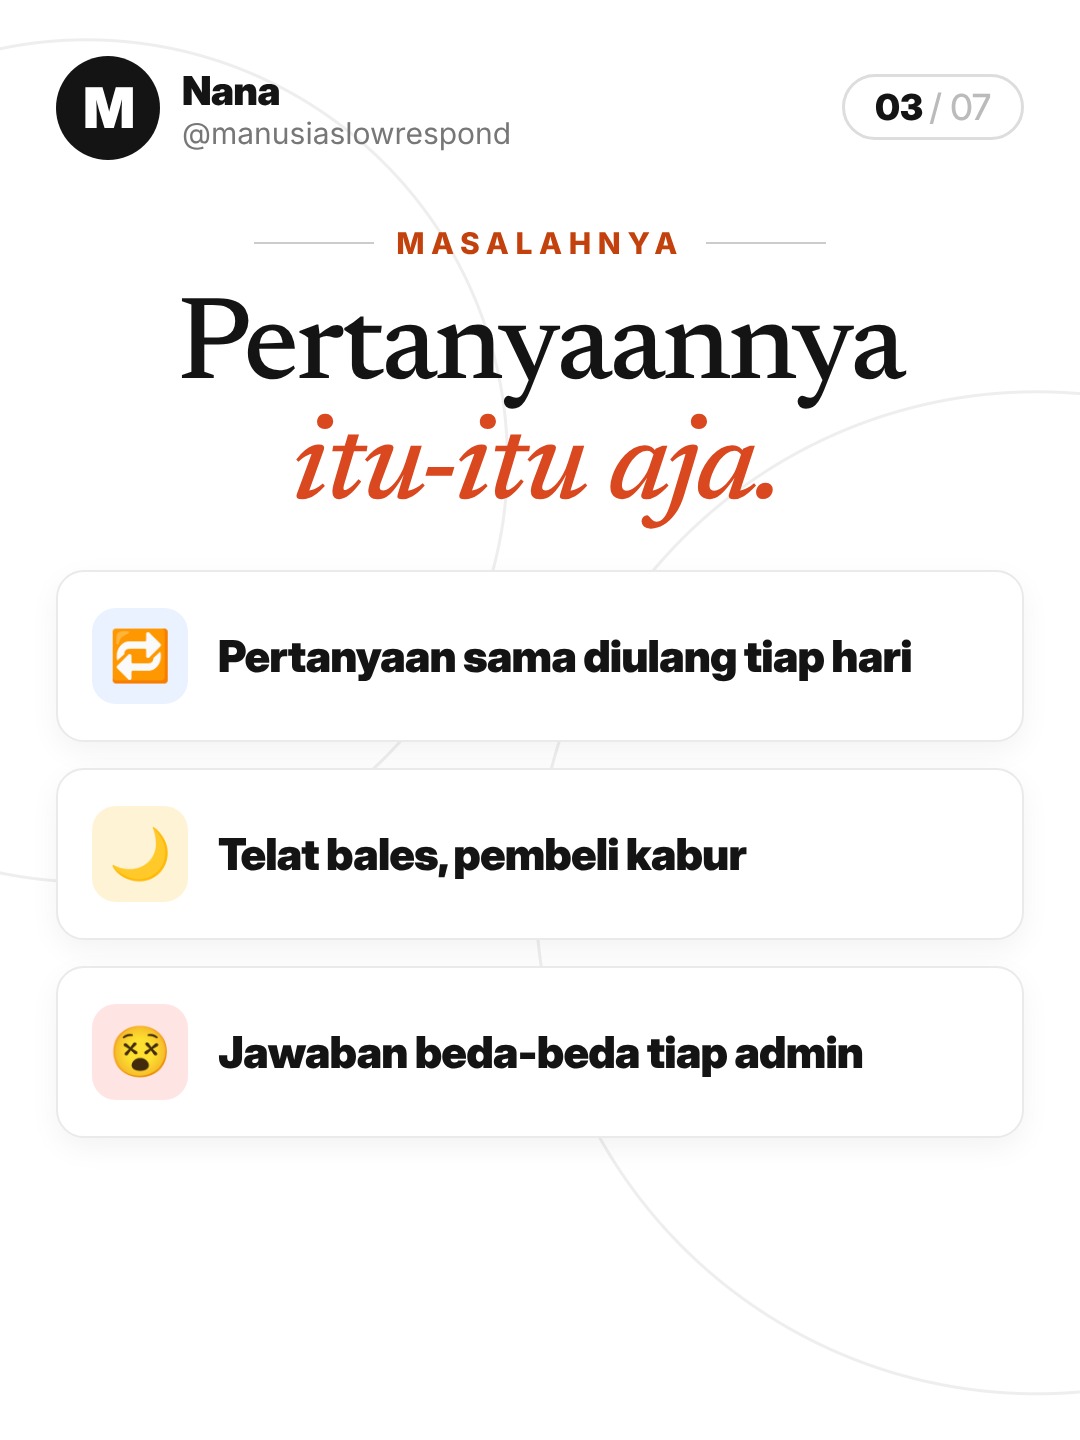 M
Nana
@manusiaslowrespond
03 / 07
MASALAHNYA
Pertanyaannya
itu-itu aja.
Pertanyaan sama diulang tiap hari
Telat bales, pembeli kabur
Jawaban beda-beda tiap admin